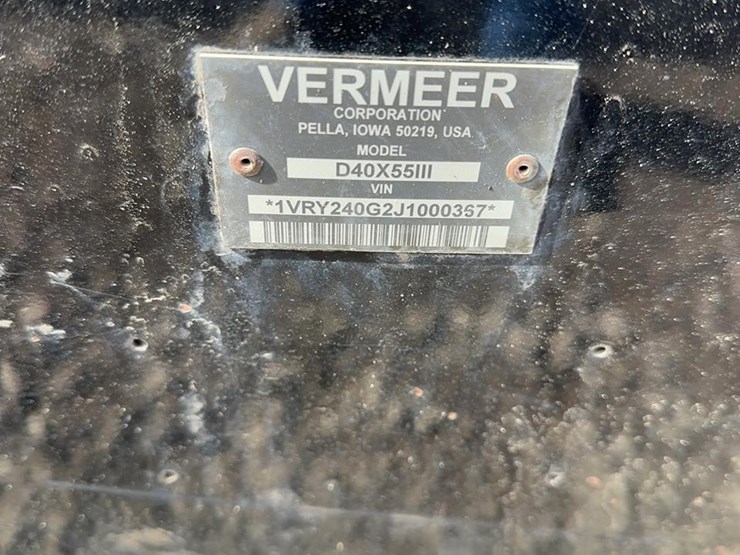 VERMEER
CORPORATION
PELLA, IOWA 50219, USA
MODEL
D40X55III
VIN
*1VRY240G2J1000367*